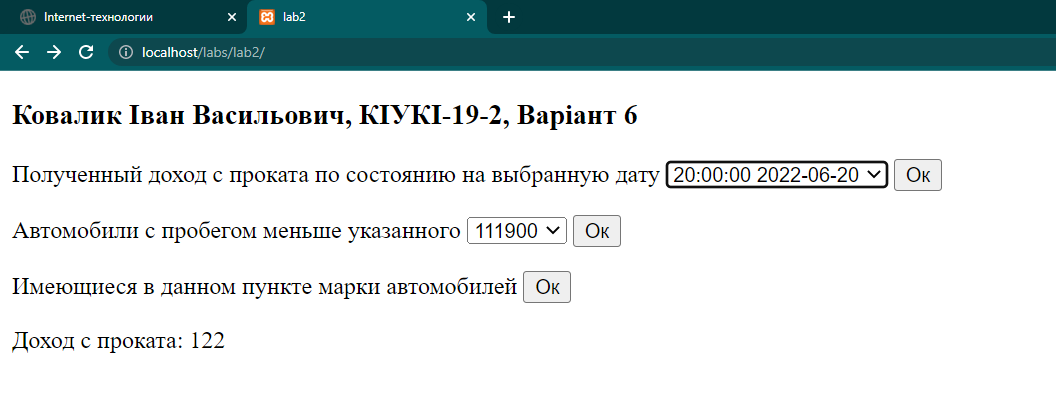 Internet-технологии
lab2
localhost/labs/lab2/
Ковалик Іван Васильович, КІУКІ-19-2, Варіант 6
Полученный доход с проката по состоянию на выбранную дату 20:00:00 2022-06-20 Ок
Автомобили с пробегом меньше указанного 111900 Ок
Имеющиеся в данном пункте марки автомобилей Ок
Доход с проката: 122